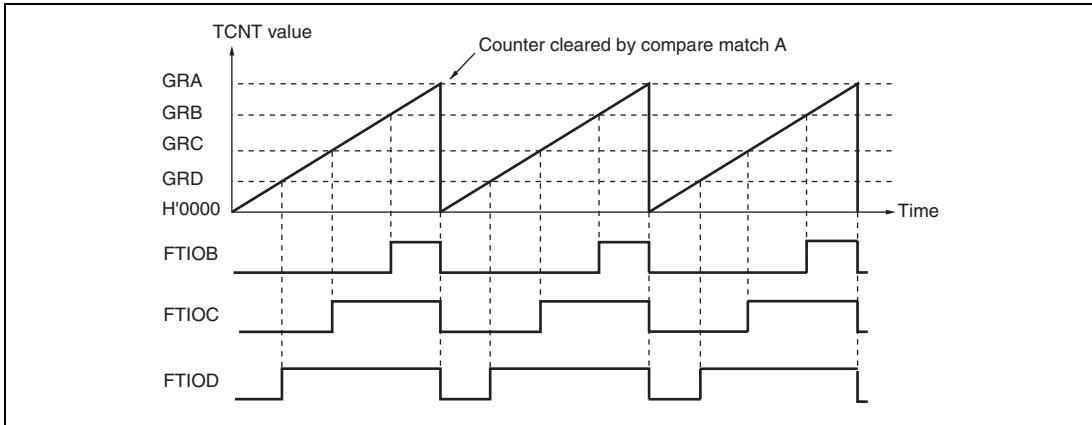 TCNT value
Counter cleared by compare match A
GRA
GRB
GRC
GRD
H'0000
Time
FTIOB
FTIOC
FTIOD